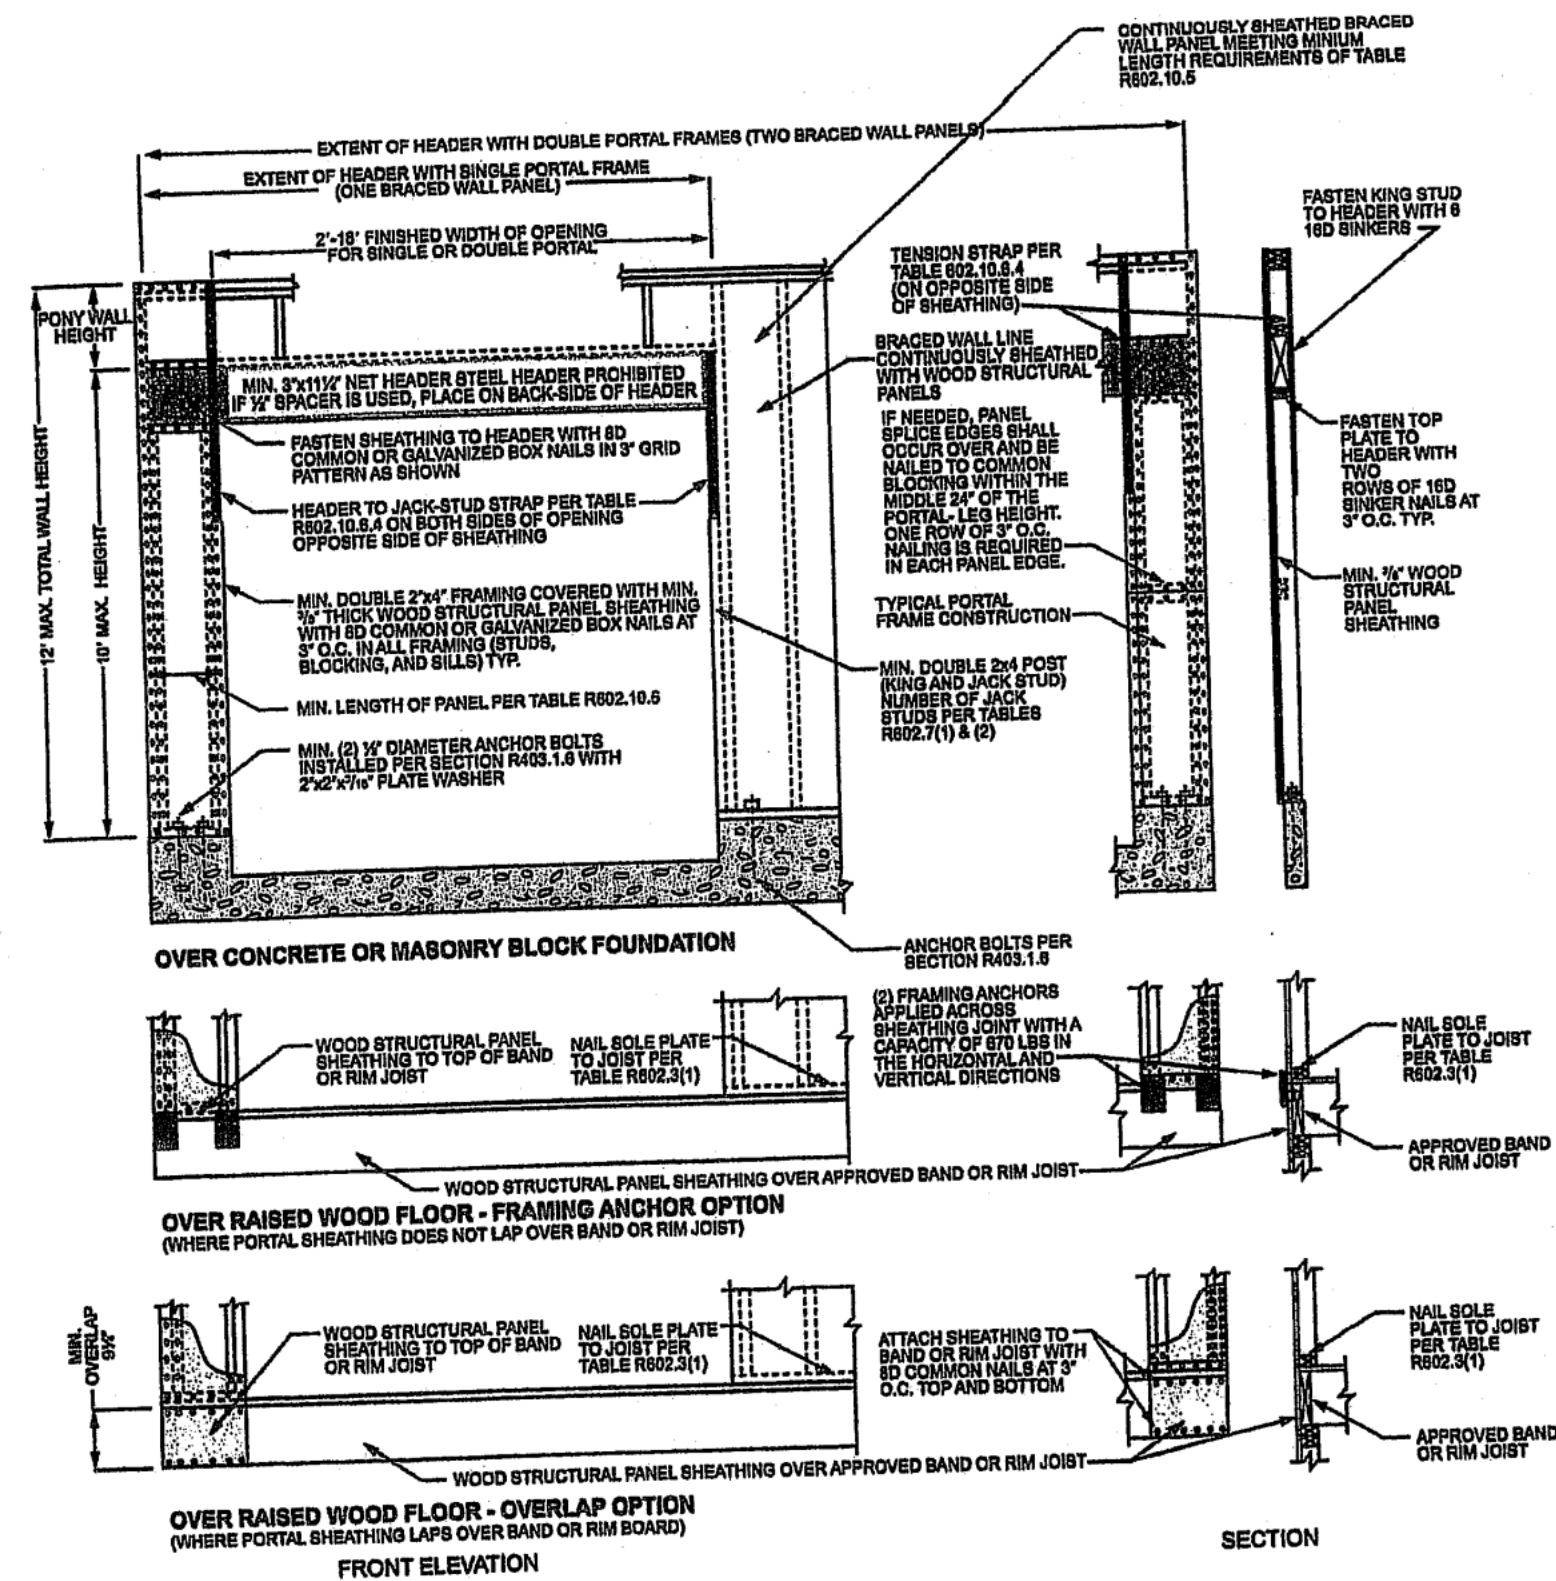 CONTINUOUSLY SHEATHED BRACED
WALL PANEL MEETING MINIUM
LENGTH REQUIREMENTS OF TABLE
R602.10.5
EXTENT OF HEADER WITH DOUBLE PORTAL FRAMES (TWO BRACED WALL PANELS)
EXTENT OF HEADER WITH SINGLE PORTAL FRAME
(ONE BRACED WALL PANEL)
2'-18' FINISHED WIDTH OF OPENING
FOR SINGLE OR DOUBLE PORTAL
FASTEN KING STUD
TO HEADER WITH 6
16D SINKERS
TENSION STRAP PER
TABLE 602.10.6.4
(ON OPPOSITE SIDE
OF SHEATHING)
PONY WALL
HEIGHT
12' MAX. TOTAL WALL HEIGHT
10' MAX. HEIGHT
MIN. 3"x11¼" NET HEADER STEEL HEADER PROHIBITED
IF ½" SPACER IS USED, PLACE ON BACK-SIDE OF HEADER
BRACED WALL LINE
CONTINUOUSLY SHEATHED
WITH WOOD STRUCTURAL
PANELS
FASTEN SHEATHING TO HEADER WITH 8D
COMMON OR GALVANIZED BOX NAILS IN 3" GRID
PATTERN AS SHOWN
HEADER TO JACK-STUD STRAP PER TABLE
R602.10.6.4 ON BOTH SIDES OF OPENING
OPPOSITE SIDE OF SHEATHING
IF NEEDED, PANEL
SPLICE EDGES SHALL
OCCUR OVER AND BE
NAILED TO COMMON
BLOCKING WITHIN THE
MIDDLE 24" OF THE
PORTAL- LEG HEIGHT.
ONE ROW OF 3" O.C.
NAILING IS REQUIRED
IN EACH PANEL EDGE.
FASTEN TOP
PLATE TO
HEADER WITH
TWO
ROWS OF 16D
SINKER NAILS AT
3" O.C. TYP.
MIN. DOUBLE 2"x4" FRAMING COVERED WITH MIN.
⅜" THICK WOOD STRUCTURAL PANEL SHEATHING
WITH 8D COMMON OR GALVANIZED BOX NAILS AT
3" O.C. IN ALL FRAMING (STUDS,
BLOCKING, AND SILLS) TYP.
TYPICAL PORTAL
FRAME CONSTRUCTION
MIN. ⅜" WOOD
STRUCTURAL
PANEL
SHEATHING
MIN. LENGTH OF PANEL PER TABLE R602.10.5
MIN. DOUBLE 2x4 POST
(KING AND JACK STUD)
NUMBER OF JACK
STUDS PER TABLES
R602.7(1) & (2)
MIN. (2) ½" DIAMETER ANCHOR BOLTS
INSTALLED PER SECTION R403.1.6 WITH
2"x2"x³⁄₁₆" PLATE WASHER
OVER CONCRETE OR MASONRY BLOCK FOUNDATION
ANCHOR BOLTS PER
SECTION R403.1.6
WOOD STRUCTURAL PANEL
SHEATHING TO TOP OF BAND
OR RIM JOIST
NAIL SOLE PLATE
TO JOIST PER
TABLE R602.3(1)
(2) FRAMING ANCHORS
APPLIED ACROSS
SHEATHING JOINT WITH A
CAPACITY OF 670 LBS IN
THE HORIZONTAL AND
VERTICAL DIRECTIONS
NAIL SOLE
PLATE TO JOIST
PER TABLE
R602.3(1)
APPROVED BAND
OR RIM JOIST
WOOD STRUCTURAL PANEL SHEATHING OVER APPROVED BAND OR RIM JOIST
OVER RAISED WOOD FLOOR - FRAMING ANCHOR OPTION
(WHERE PORTAL SHEATHING DOES NOT LAP OVER BAND OR RIM JOIST)
MIN.
OVERLAP
9¼"
WOOD STRUCTURAL PANEL
SHEATHING TO TOP OF BAND
OR RIM JOIST
NAIL SOLE PLATE
TO JOIST PER
TABLE R602.3(1)
ATTACH SHEATHING TO
BAND OR RIM JOIST WITH
8D COMMON NAILS AT 3"
O.C. TOP AND BOTTOM
NAIL SOLE
PLATE TO JOIST
PER TABLE
R602.3(1)
APPROVED BAND
OR RIM JOIST
WOOD STRUCTURAL PANEL SHEATHING OVER APPROVED BAND OR RIM JOIST
OVER RAISED WOOD FLOOR - OVERLAP OPTION
(WHERE PORTAL SHEATHING LAPS OVER BAND OR RIM BOARD)
FRONT ELEVATION
SECTION